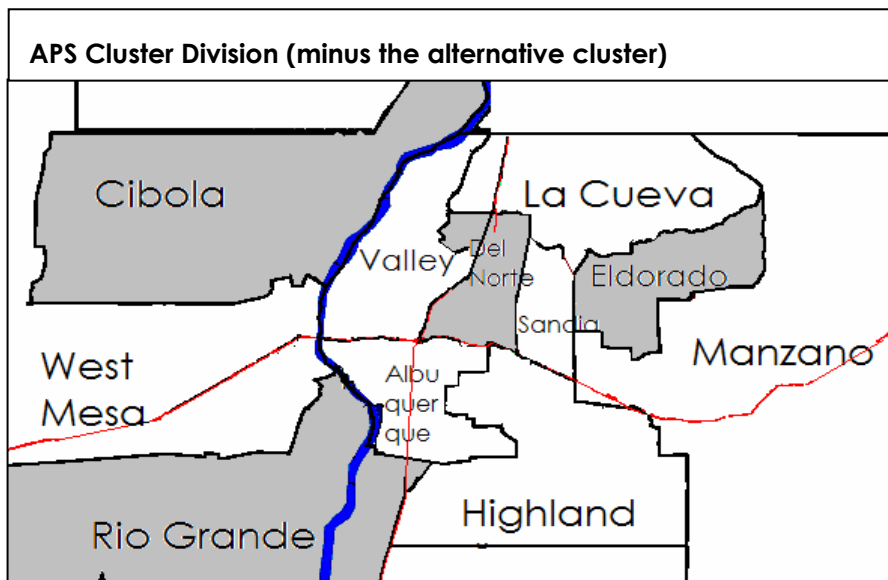 APS Cluster Division (minus the alternative cluster)
Cibola
La Cueva
Valley
Del
Norte
Eldorado
Sandia
Manzano
West
Mesa
Albu
quer
que
Highland
Rio Grande